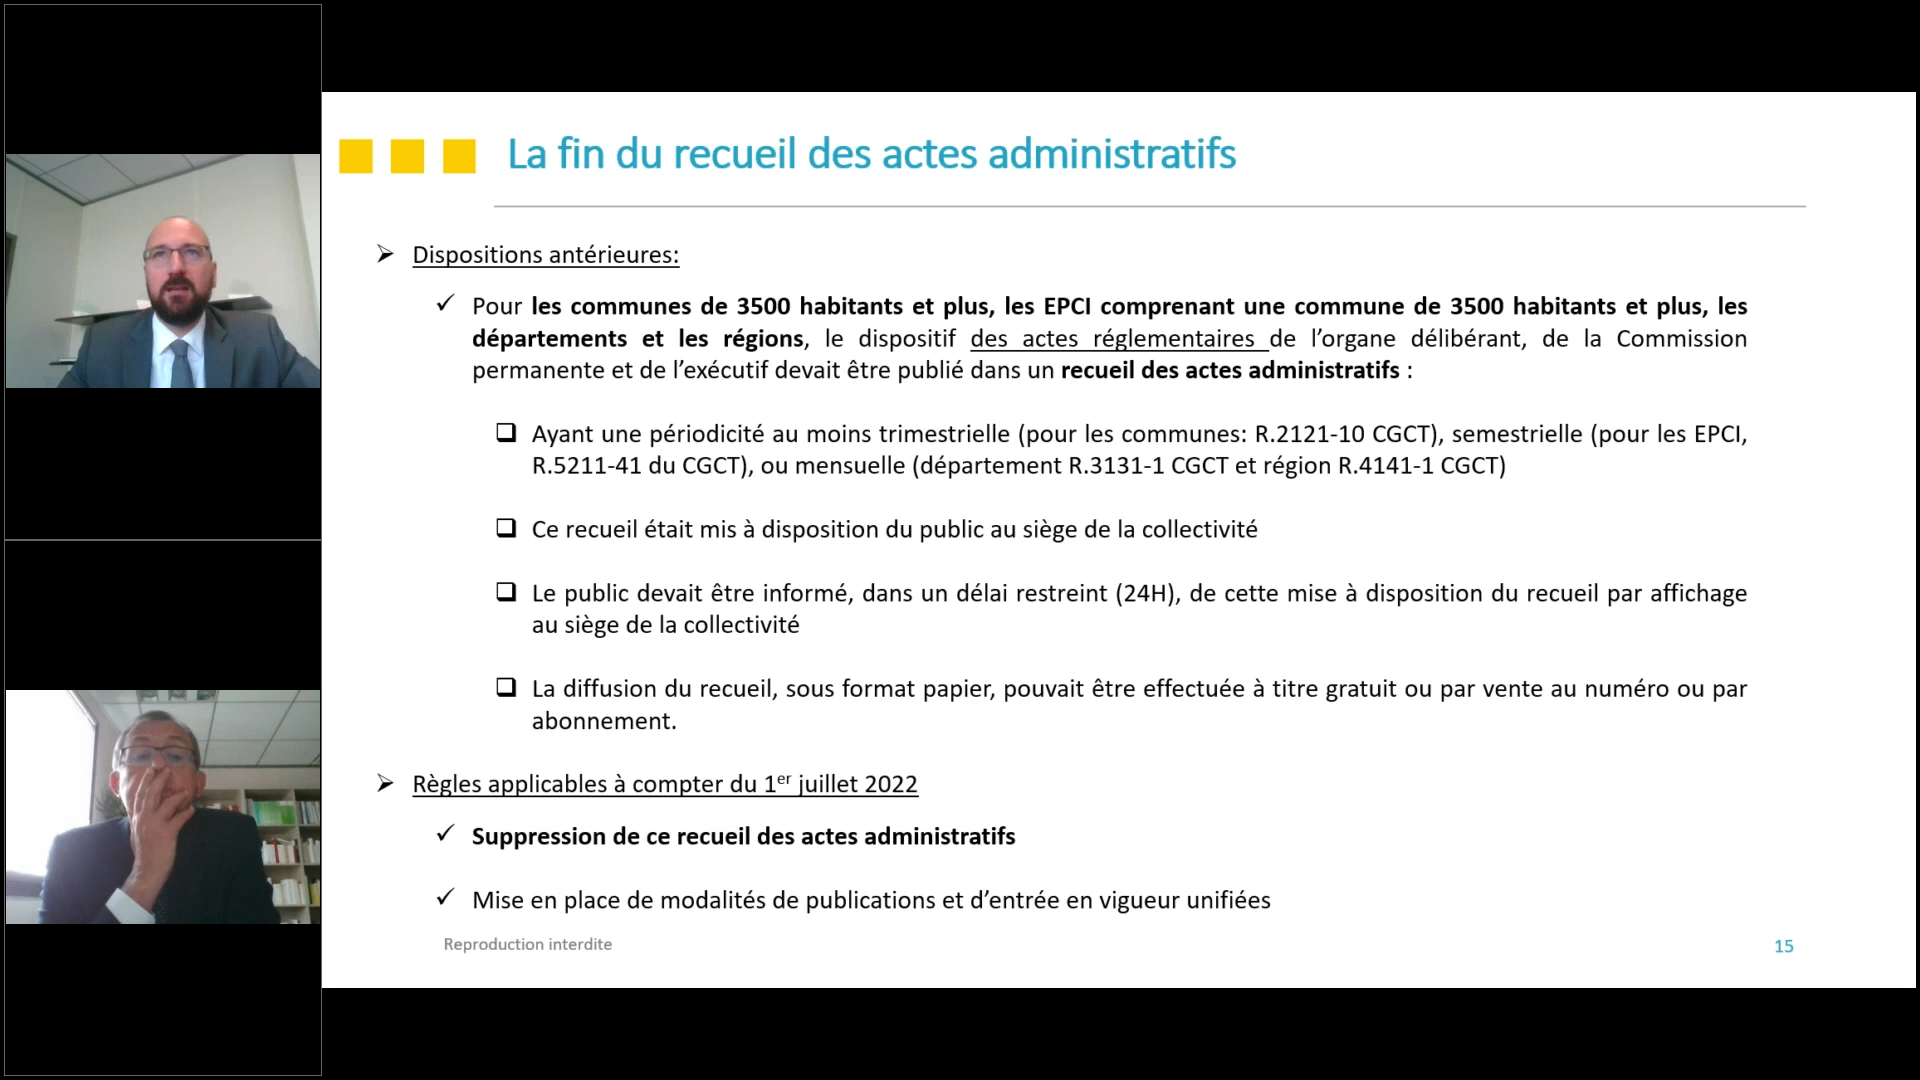 La fin du recueil des actes administratifs
Dispositions antérieures:
Pour les communes de 3500 habitants et plus, les EPCI comprenant une commune de 3500 habitants et plus, les
départements et les régions, le dispositif des actes réglementaires de l’organe délibérant, de la Commission
permanente et de l’exécutif devait être publié dans un recueil des actes administratifs :
Ayant une périodicité au moins trimestrielle (pour les communes: R.2121-10 CGCT), semestrielle (pour les EPCI,
R.5211-41 du CGCT), ou mensuelle (département R.3131-1 CGCT et région R.4141-1 CGCT)
Ce recueil était mis à disposition du public au siège de la collectivité
Le public devait être informé, dans un délai restreint (24H), de cette mise à disposition du recueil par affichage
au siège de la collectivité
La diffusion du recueil, sous format papier, pouvait être effectuée à titre gratuit ou par vente au numéro ou par
abonnement.
Règles applicables à compter du 1er juillet 2022
Suppression de ce recueil des actes administratifs
Mise en place de modalités de publications et d’entrée en vigueur unifiées
Reproduction interdite
15